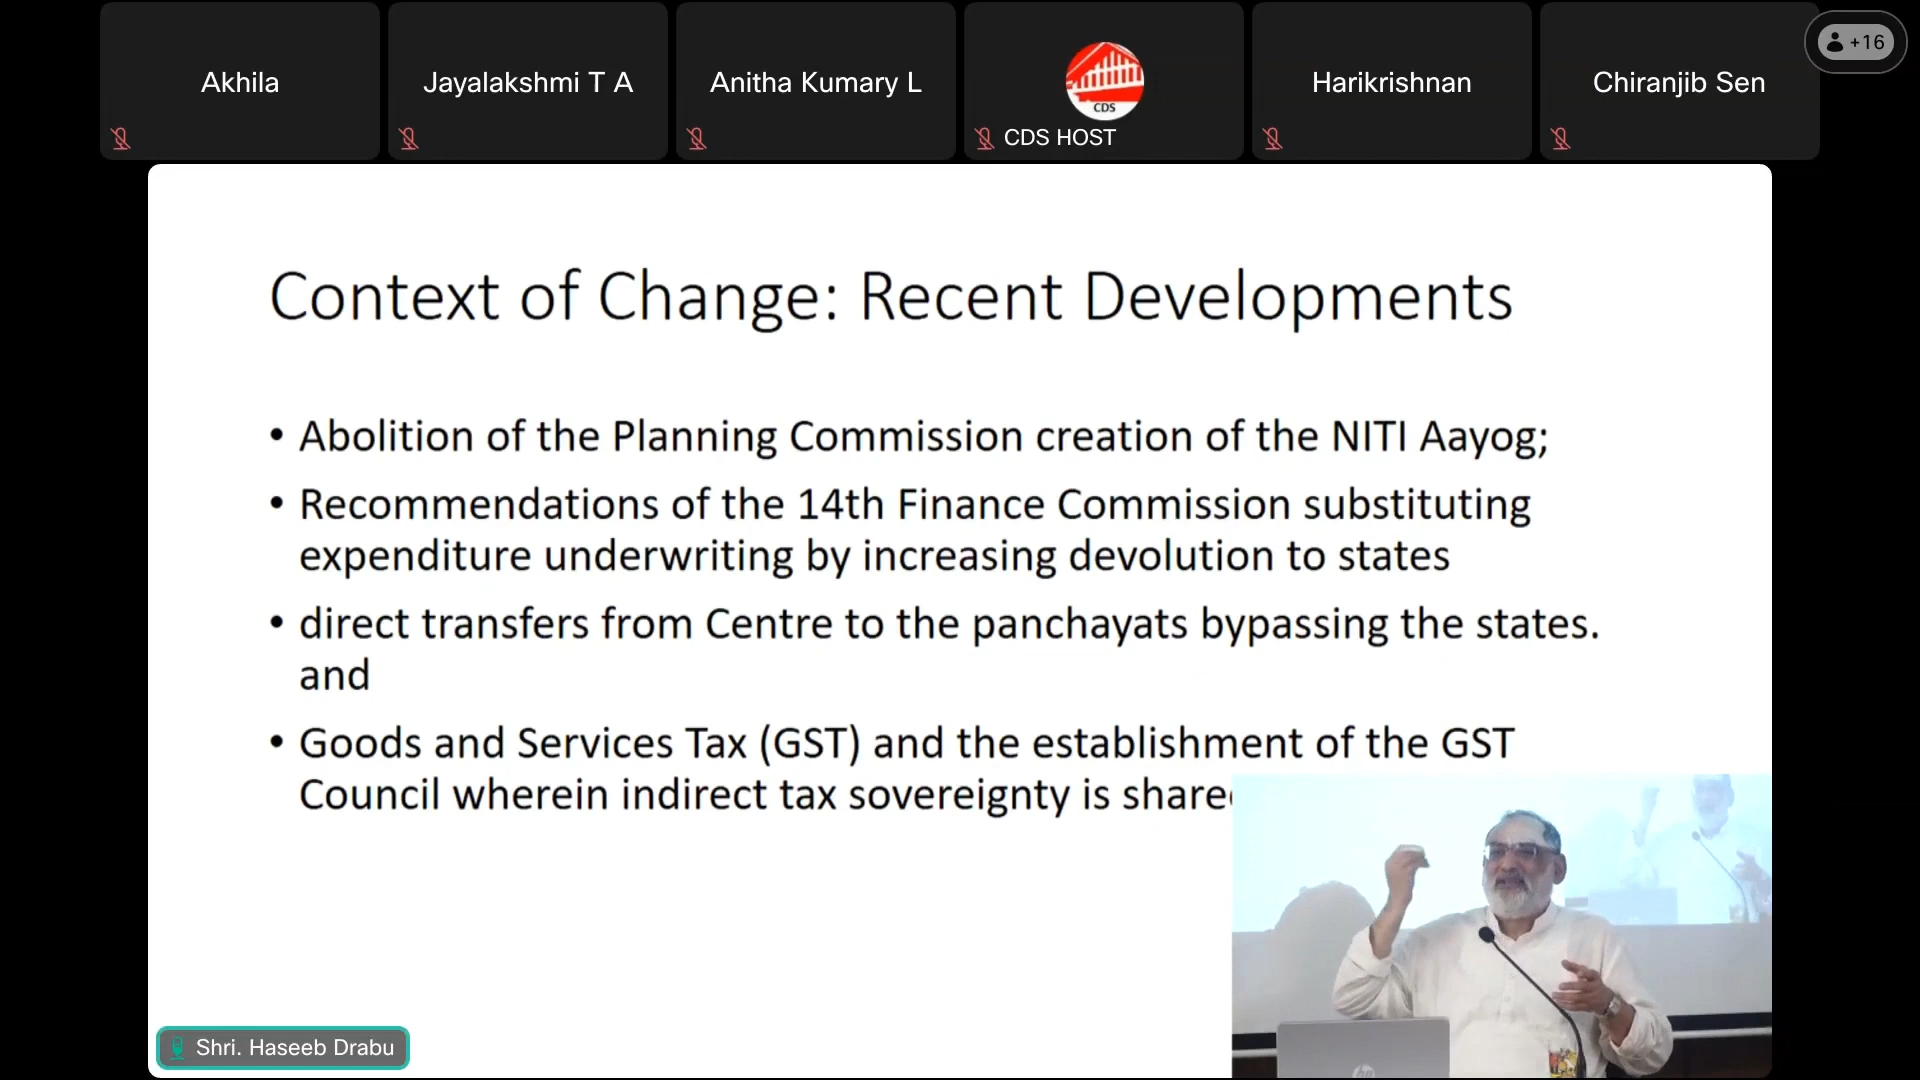 Akhila
Jayalakshmi T A
Anitha Kumary L
CDS
CDS HOST
Harikrishnan
Chiranjib Sen
+16
Context of Change: Recent Developments
• Abolition of the Planning Commission creation of the NITI Aayog;
• Recommendations of the 14th Finance Commission substituting
expenditure underwriting by increasing devolution to states
• direct transfers from Centre to the panchayats bypassing the states.
and
• Goods and Services Tax (GST) and the establishment of the GST
Council wherein indirect tax sovereignty is
Shri. Haseeb Drabu
hp